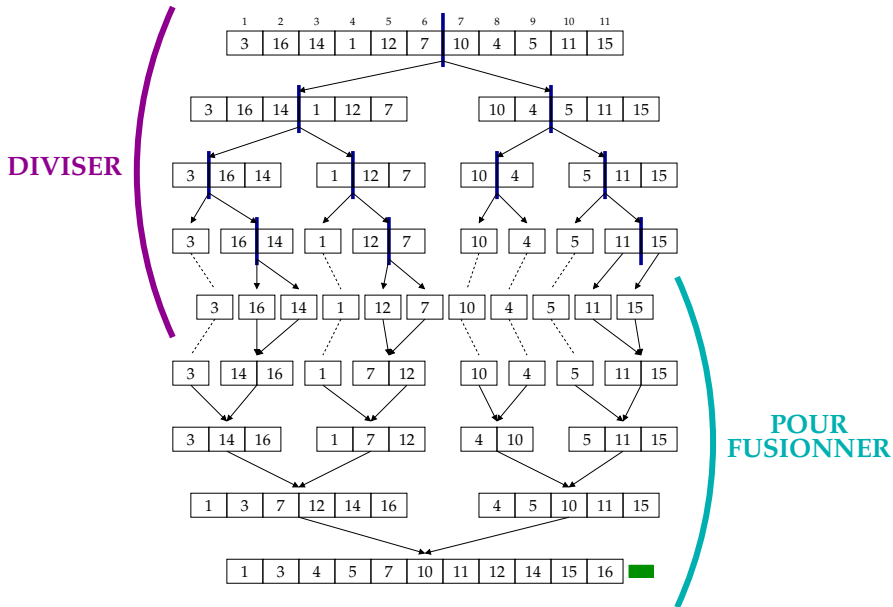 1 2 3 4 5 6 7 8 9 10 11
3 16 14 1 12 7 10 4 5 11 15
3 16 14 1 12 7 10 4 5 11 15
DIVISER
3 16 14 1 12 7 10 4 5 11 15
3 16 14 1 12 7 10 4 5 11 15
3 16 14 1 12 7 10 4 5 11 15
3 14 16 1 7 12 10 4 5 11 15
POUR
FUSIONNER
3 14 16 1 7 12 4 10 5 11 15
1 3 7 12 14 16 4 5 10 11 15
1 3 4 5 7 10 11 12 14 15 16